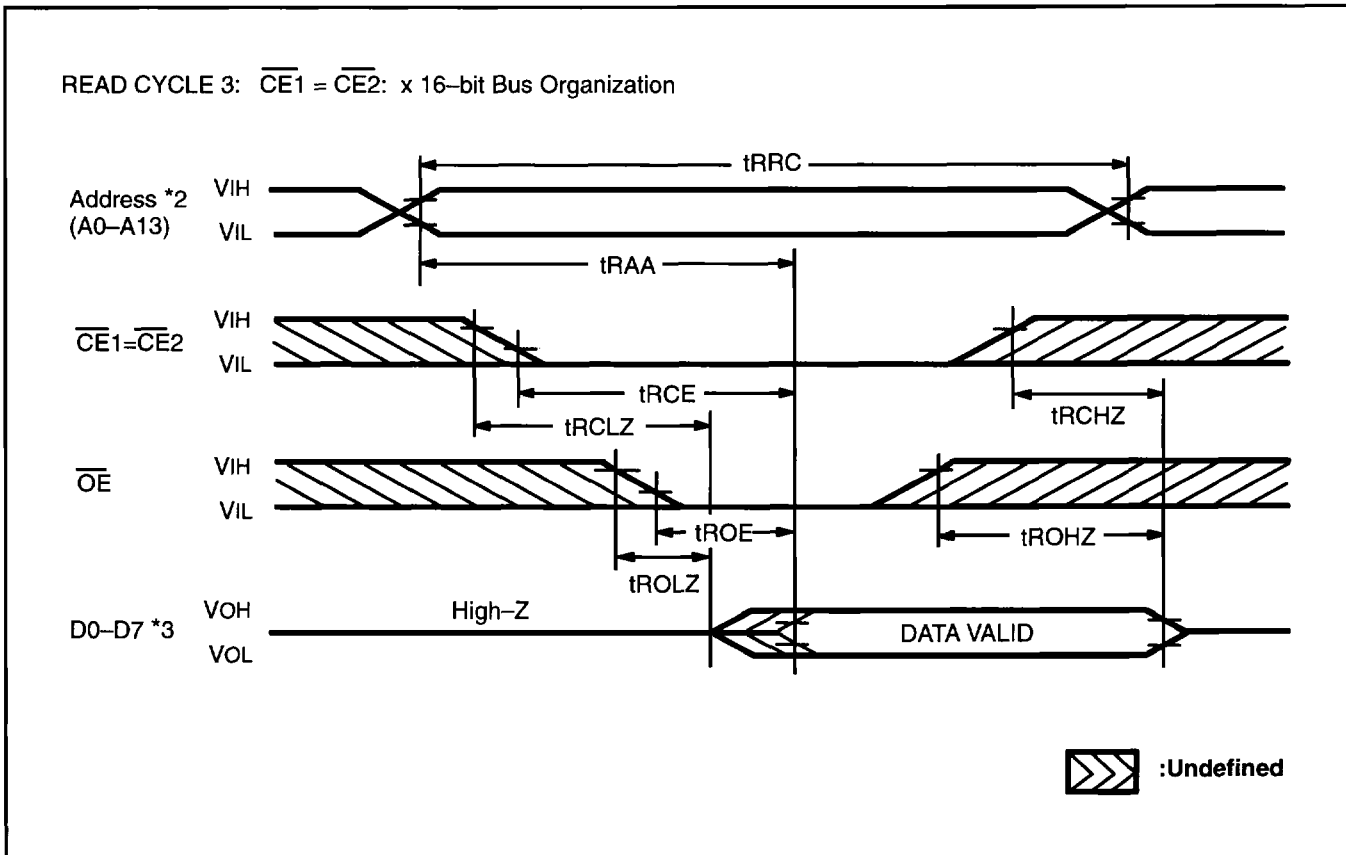 READ CYCLE 3: CE1 = CE2: x 16–bit Bus Organization
tRRC
Address *2
(A0–A13)
VIH
VIL
tRAA
CE1=CE2
VIH
VIL
tRCE
tRCHZ
tRCLZ
OE
VIH
VIL
tROE
tROHZ
tROLZ
D0–D7 *3
VOH
VOL
High–Z
DATA VALID
:Undefined